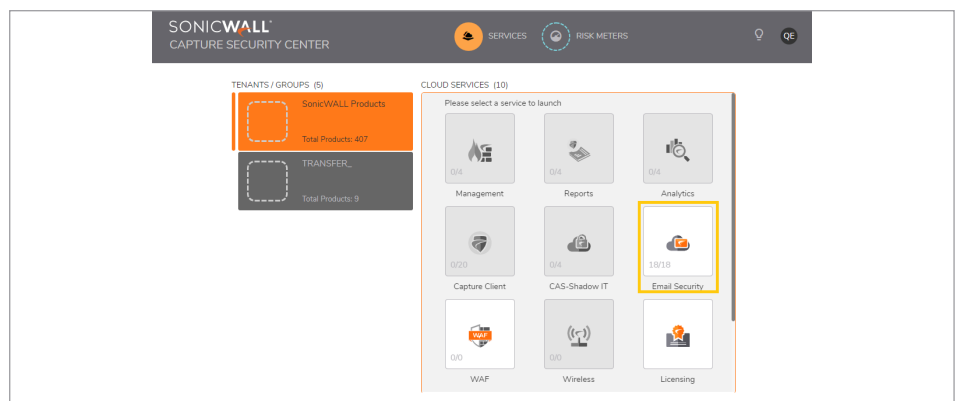 SONICWALL
CAPTURE SECURITY CENTER
SERVICES
RISK METERS
QE
TENANTS / GROUPS (5)
SonicWALL Products
Total Products: 407
TRANSFER_
Total Products: 9
CLOUD SERVICES (10)
Please select a service to launch
0/4
Management
0/4
Reports
0/4
Analytics
0/20
Capture Client
0/4
CAS-Shadow IT
18/18
Email Security
WAF
0/0
WAF
0/0
Wireless
Licensing